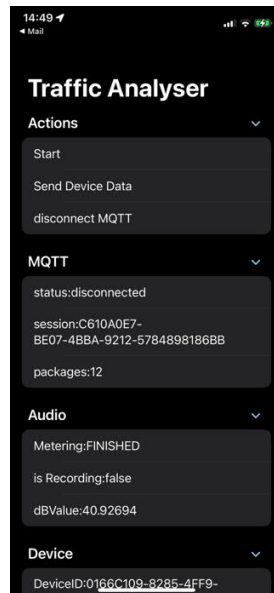 14:49
◀ Mail
Traffic Analyser
Actions
Start
Send Device Data
disconnect MQTT
MQTT
status:disconnected
session:C610A0E7-
BE07-4BBA-9212-5784898186BB
packages:12
Audio
Metering:FINISHED
is Recording:false
dBValue:40.92694
Device
DeviceID:0166C109-8285-4FF9-